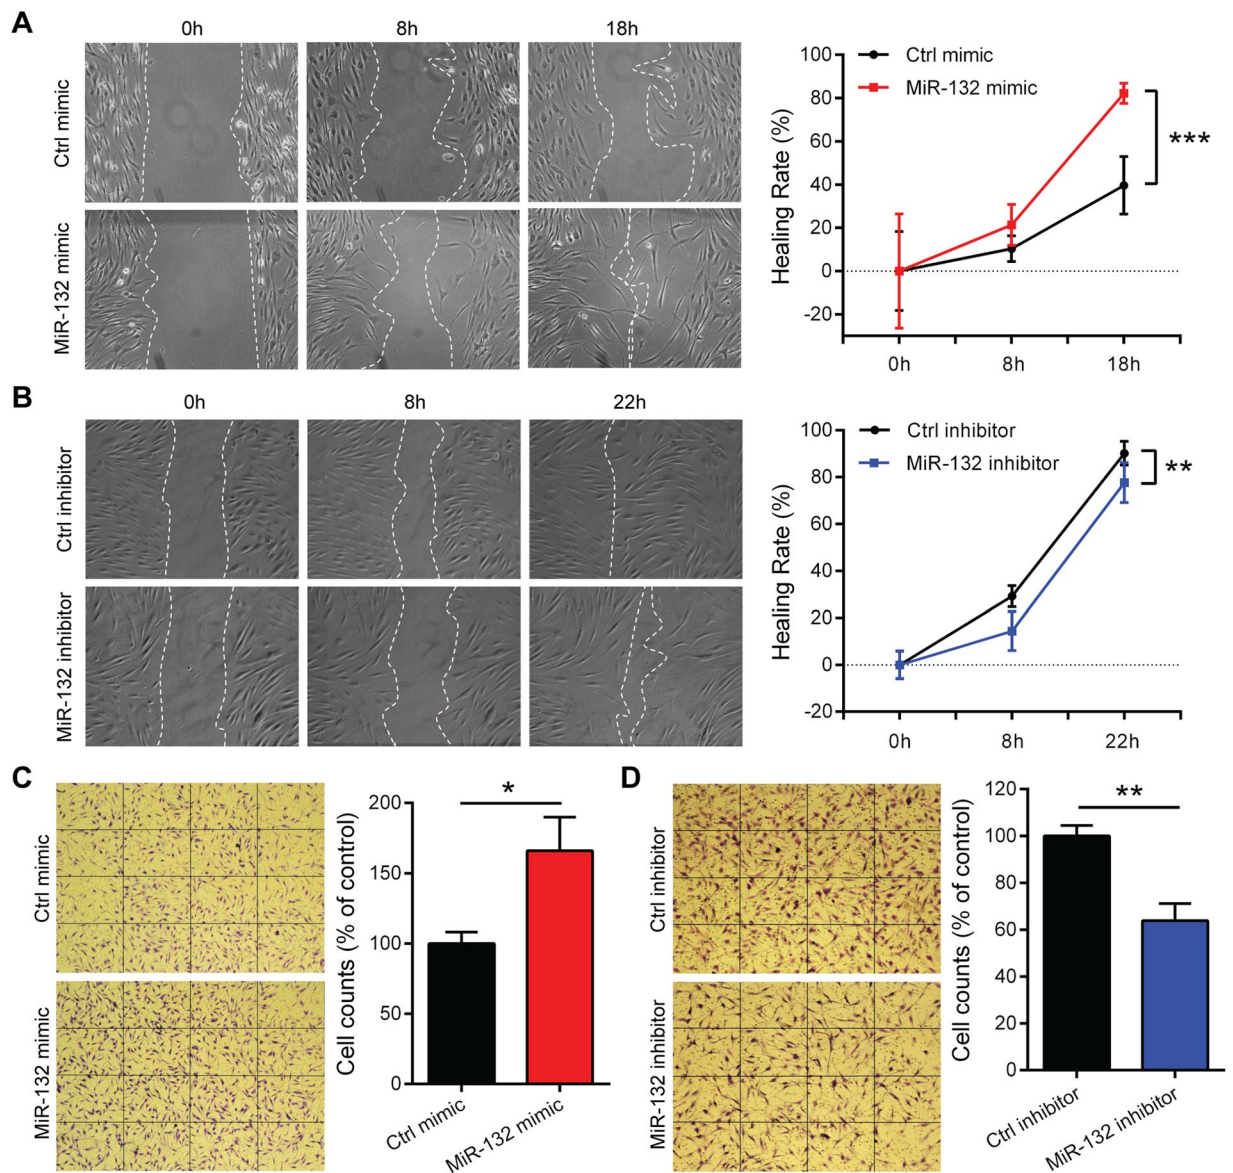 A
0h
8h
18h
Ctrl mimic
MiR-132 mimic
Healing Rate (%)
100
80
60
40
20
0
-20
Ctrl mimic
MiR-132 mimic
***
0h
8h
18h
B
0h
8h
22h
Ctrl inhibitor
MiR-132 inhibitor
Healing Rate (%)
100
80
60
40
20
0
-20
Ctrl inhibitor
MiR-132 inhibitor
**
0h
8h
22h
C
Ctrl mimic
MiR-132 mimic
Cell counts (% of control)
200
150
100
50
0
*
Ctrl mimic
MiR-132 mimic
D
Ctrl inhibitor
MiR-132 inhibitor
Cell counts (% of control)
120
100
80
60
40
20
0
**
Ctrl inhibitor
MiR-132 inhibitor